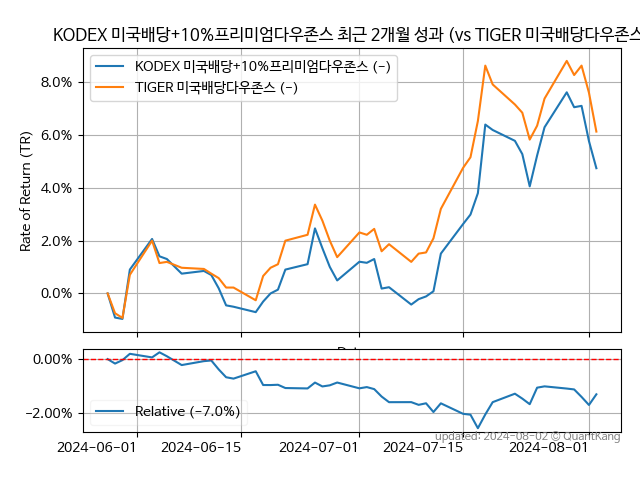 KODEX 미국배당+10%프리미엄다우존스 최근 2개월 성과 (vs TIGER 미국배당다우존스
KODEX 미국배당+10%프리미엄다우존스 (−)
TIGER 미국배당다우존스 (−)
Rate of Return (TR)
8.0%
6.0%
4.0%
2.0%
0.0%
0.00%
−2.00%
Relative (−7.0%)
updated: 2024-08-02 © QuantKang
2024-06-01
2024-06-15
2024-07-01
2024-07-15
2024-08-01